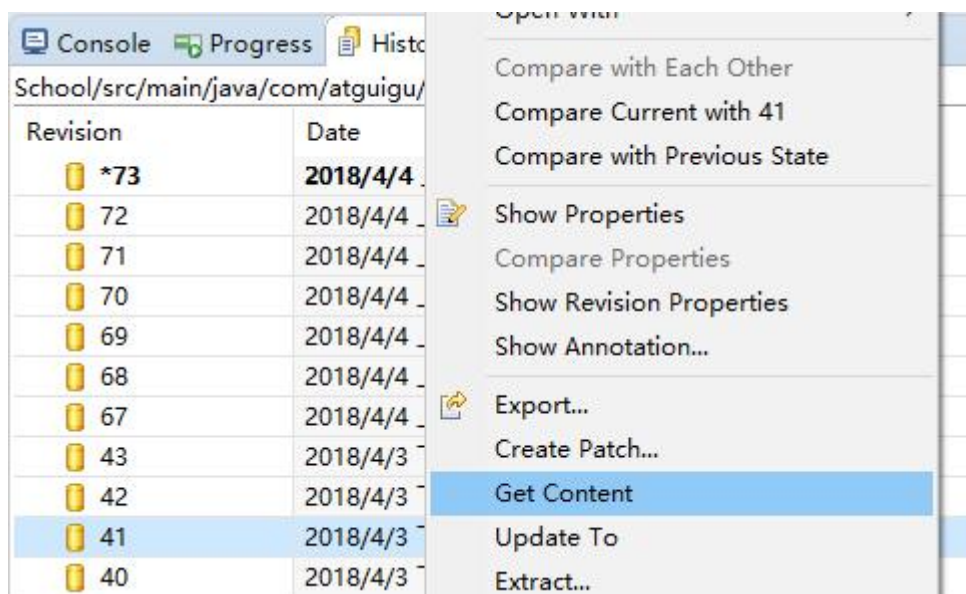 Open With
Console Progress Histo
School/src/main/java/com/atguigu/
Revision Date
*73 2018/4/4
72 2018/4/4
71 2018/4/4
70 2018/4/4
69 2018/4/4
68 2018/4/4
67 2018/4/4
43 2018/4/3
42 2018/4/3
41 2018/4/3
40 2018/4/3
Compare with Each Other
Compare Current with 41
Compare with Previous State
Show Properties
Compare Properties
Show Revision Properties
Show Annotation...
Export...
Create Patch...
Get Content
Update To
Extract...